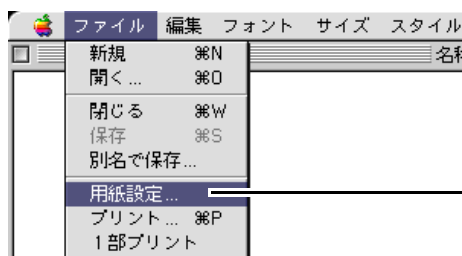 ファイル 編集 フォント サイズ スタイル
名称
新規 ⌘N
開く... ⌘O
閉じる ⌘W
保存 ⌘S
別名で保存...
用紙設定...
プリント... ⌘P
1部プリント